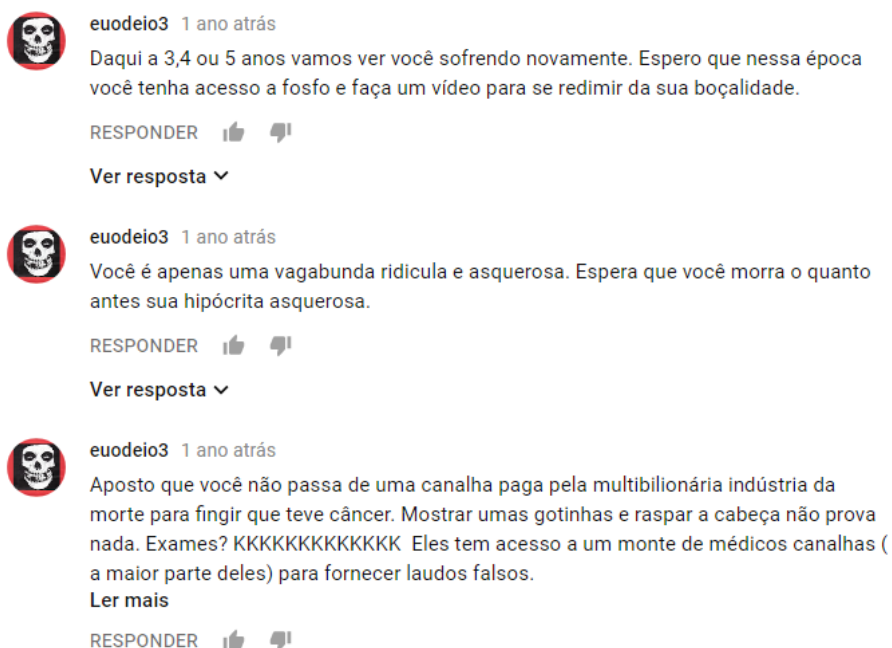 euodeio3 1 ano atrás
Daqui a 3,4 ou 5 anos vamos ver você sofrendo novamente. Espero que nessa época
você tenha acesso a fosfo e faça um vídeo para se redimir da sua boçalidade.
RESPONDER
Ver resposta
euodeio3 1 ano atrás
Você é apenas uma vagabunda ridicula e asquerosa. Espera que você morra o quanto
antes sua hipócrita asquerosa.
RESPONDER
Ver resposta
euodeio3 1 ano atrás
Aposto que você não passa de uma canalha paga pela multibilionária indústria da
morte para fingir que teve câncer. Mostrar umas gotinhas e raspar a cabeça não prova
nada. Exames? KKKKKKKKKKKKK Eles tem acesso a um monte de médicos canalhas (
a maior parte deles) para fornecer laudos falsos.
Ler mais
RESPONDER